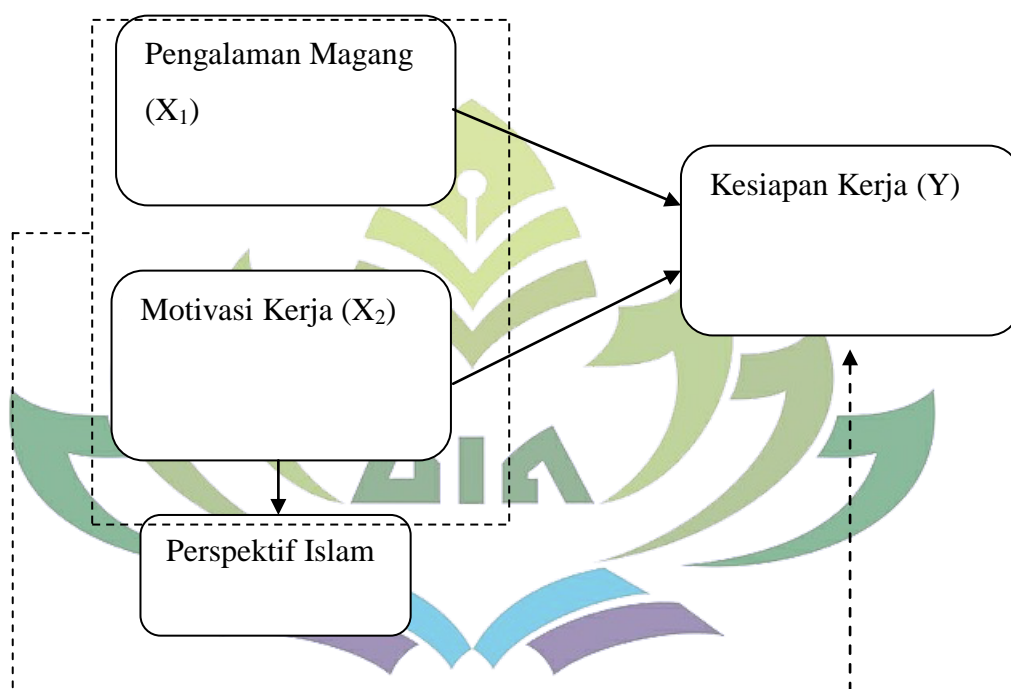 Pengalaman Magang
(X₁)
Kesiapan Kerja (Y)
Motivasi Kerja (X₂)
Perspektif Islam